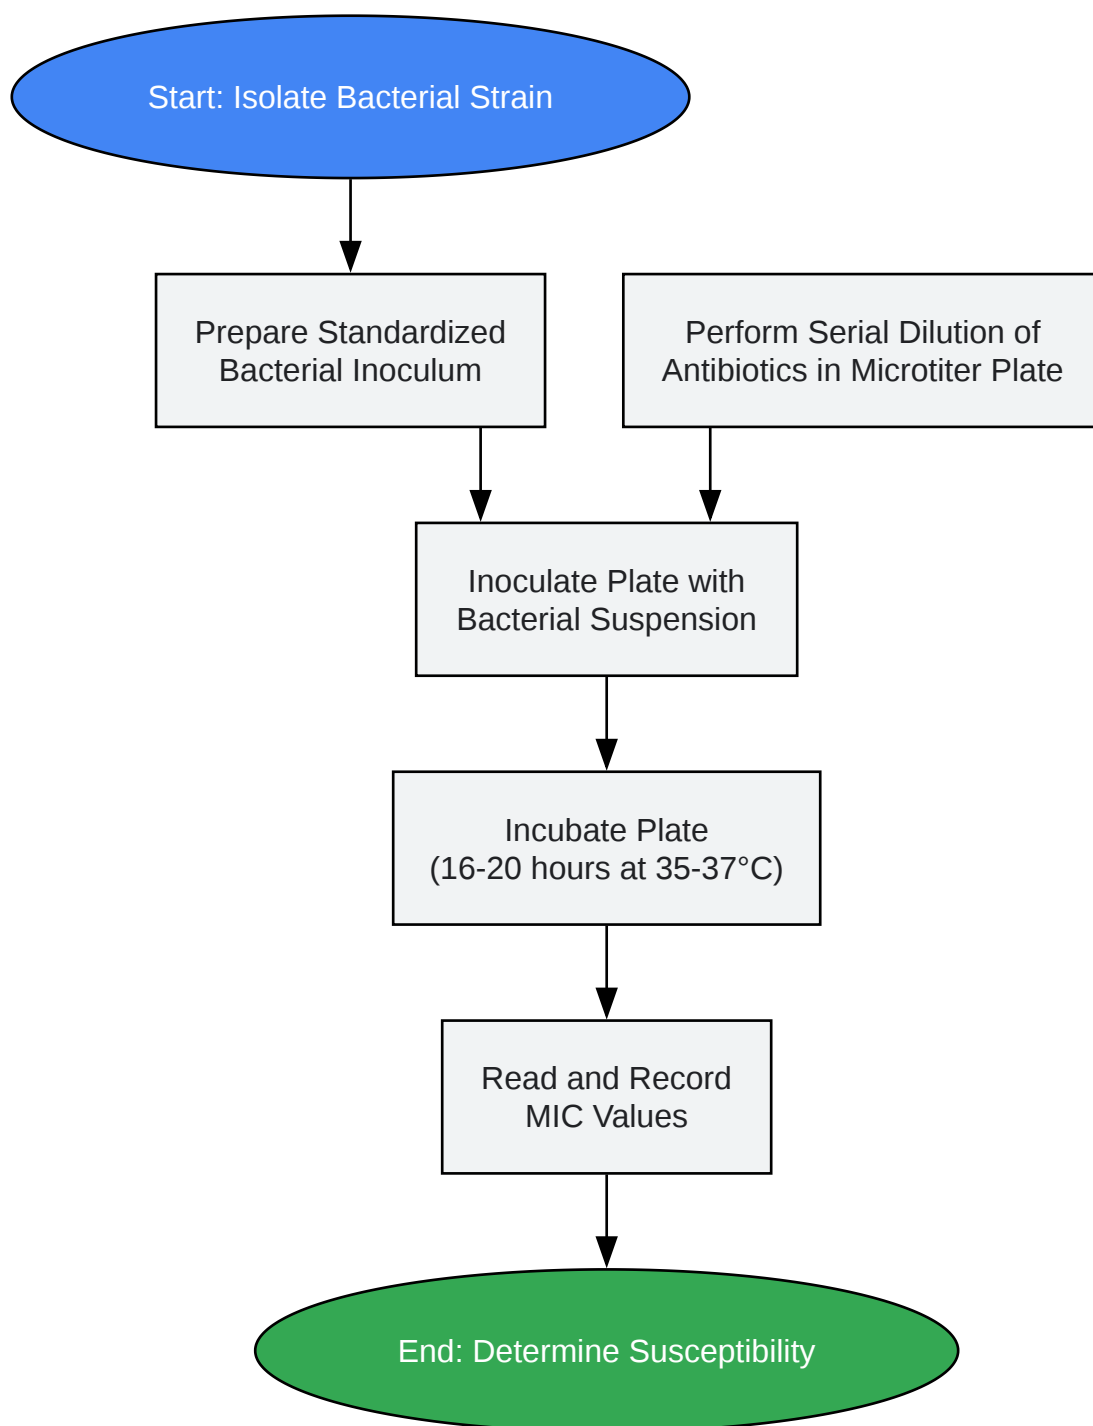 Start: Isolate Bacterial Strain
Prepare Standardized
Bacterial Inoculum
Perform Serial Dilution of
Antibiotics in Microtiter Plate
Inoculate Plate with
Bacterial Suspension
Incubate Plate
(16-20 hours at 35-37°C)
Read and Record
MIC Values
End: Determine Susceptibility